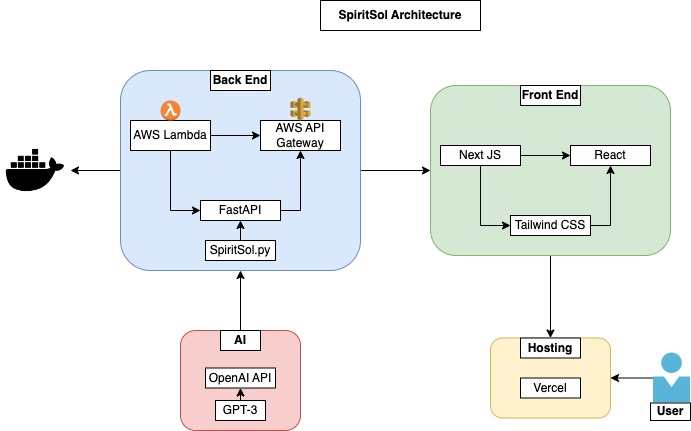 SpiritSol Architecture
Back End
AWS Lambda
AWS API
Gateway
FastAPI
SpiritSol.py
Front End
Next JS
React
Tailwind CSS
AI
OpenAI API
GPT-3
Hosting
Vercel
User